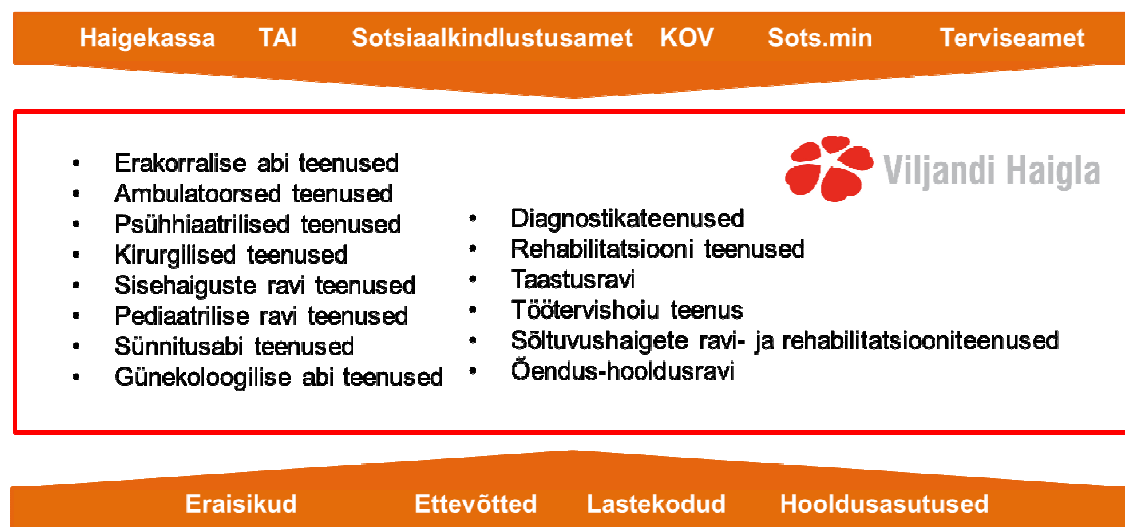 Haigekassa TAI Sotsiaalkindlustusamet KOV Sots.min Terviseamet
Viljandi Haigla
• Erakorralise abi teenused
• Ambulatoorsed teenused
• Psühhiaatrilised teenused
• Kirurgilised teenused
• Sisehaiguste ravi teenused
• Pediaatrilise ravi teenused
• Sünnitusabi teenused
• Günekoloogilise abi teenused
• Diagnostikateenused
• Rehabilitatsiooni teenused
• Taastusravi
• Töötervishoiu teenus
• Sõltuvushaigete ravi- ja rehabilitatsiooniteenused
• Õendus-hooldusravi
Eraisikud Ettevõtted Lastekodud Hooldusasutused